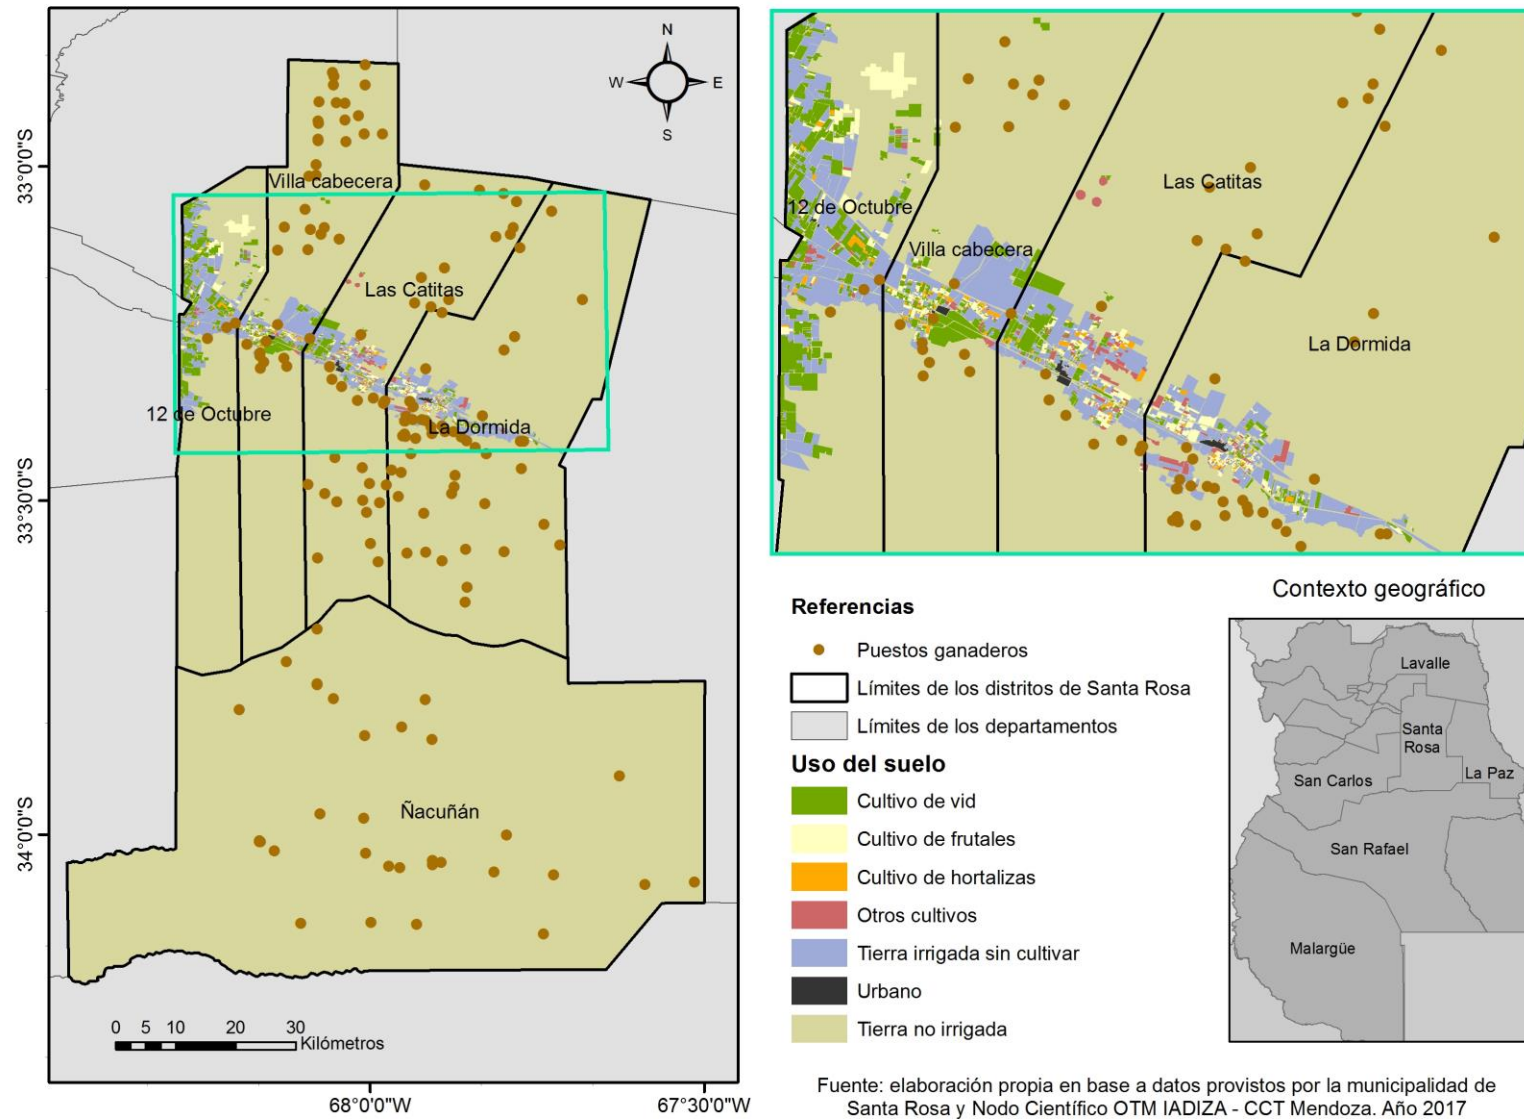 N
W
E
S
33°0'0"S
33°30'0"S
34°0'0"S
Villa cabecera
Las Catitas
12 de Octubre
La Dormida
Ñacuñán
0 5 10 20 30
Kilómetros
68°0'0"W
67°30'0"W
Las Catitas
12 de Octubre
Villa cabecera
La Dormida
Referencias
Puestos ganaderos
Límites de los distritos de Santa Rosa
Límites de los departamentos
Uso del suelo
Cultivo de vid
Cultivo de frutales
Cultivo de hortalizas
Otros cultivos
Tierra irrigada sin cultivar
Urbano
Tierra no irrigada
Contexto geográfico
Lavalle
Santa
Rosa
La Paz
San Carlos
San Rafael
Malargüe
Fuente: elaboración propia en base a datos provistos por la municipalidad de
Santa Rosa y Nodo Científico OTM IADIZA - CCT Mendoza. Año 2017